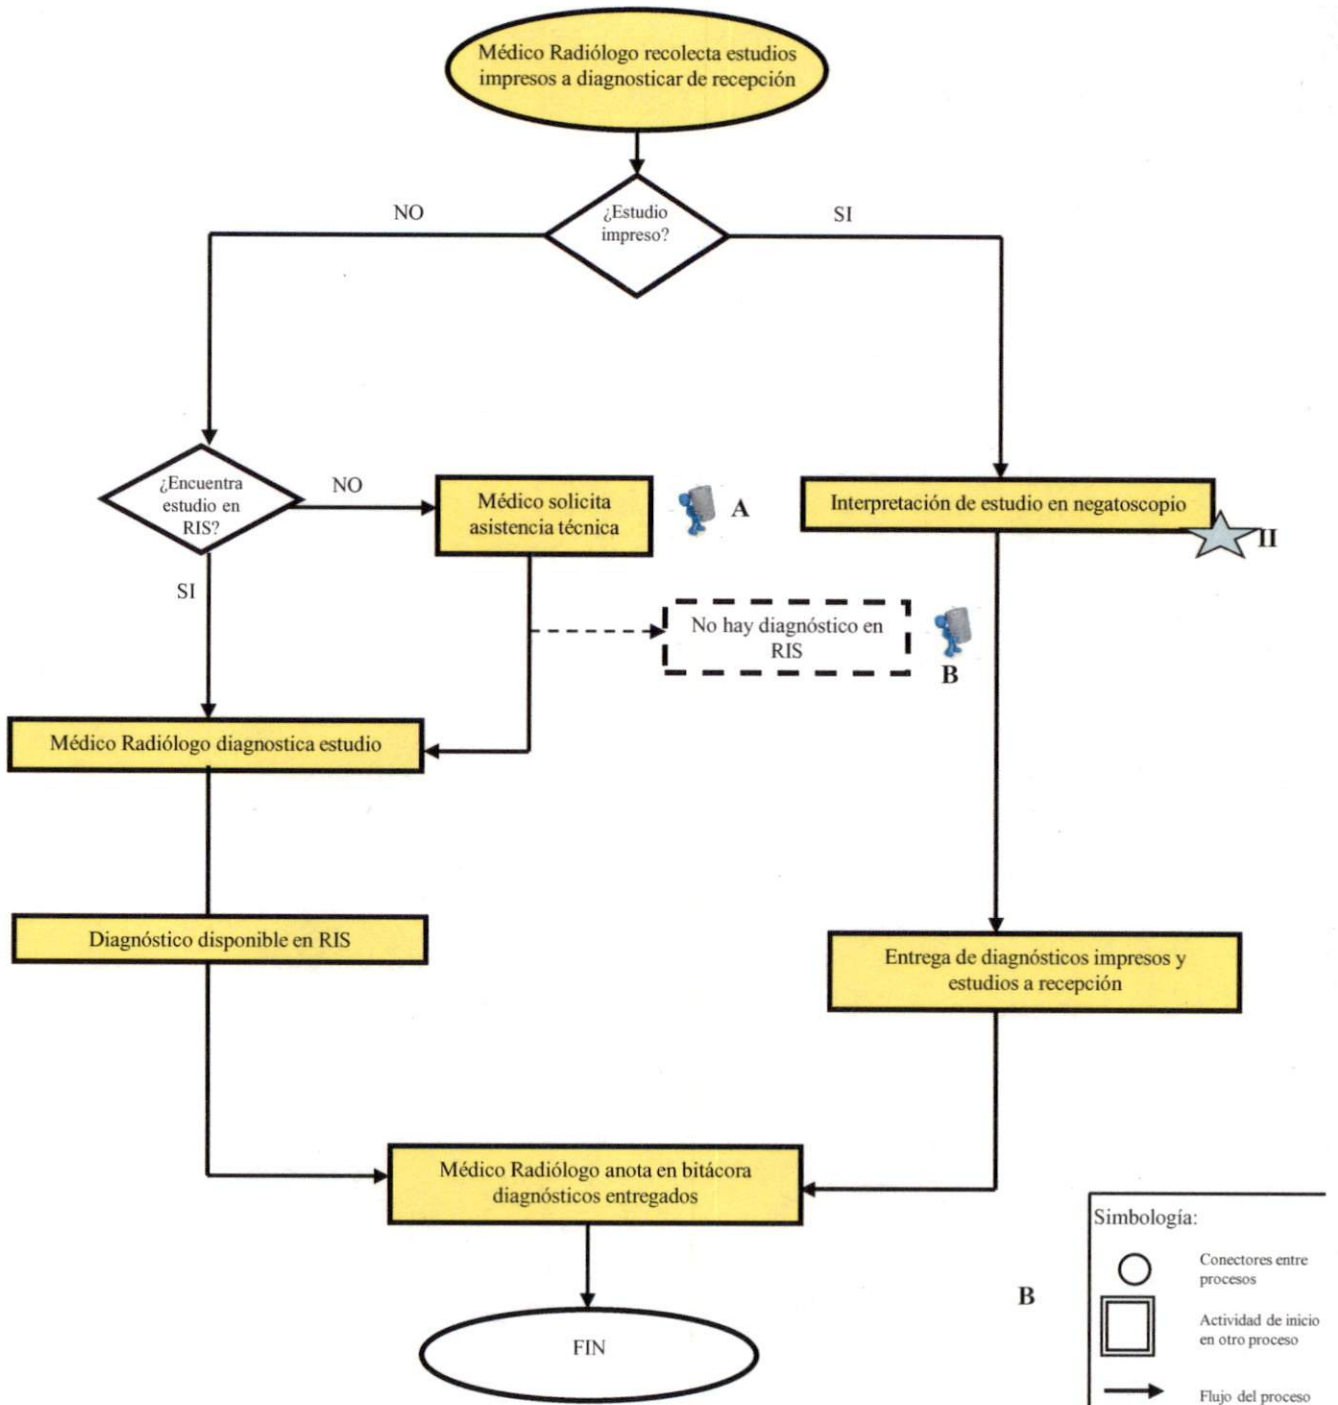 Médico Radiólogo recolecta estudios
impresos a diagnosticar de recepción
¿Estudio
impreso?
NO
SI
¿Encuentra
estudio en
RIS?
NO
SI
Médico solicita
asistencia técnica
A
Interpretación de estudio en negatoscopio
II
No hay diagnóstico en
RIS
B
Médico Radiólogo diagnostica estudio
Diagnóstico disponible en RIS
Entrega de diagnósticos impresos y
estudios a recepción
Médico Radiólogo anota en bitácora
diagnósticos entregados
FIN
B
Simbología:
Conectores entre
procesos
Actividad de inicio
en otro proceso
Flujo del proceso